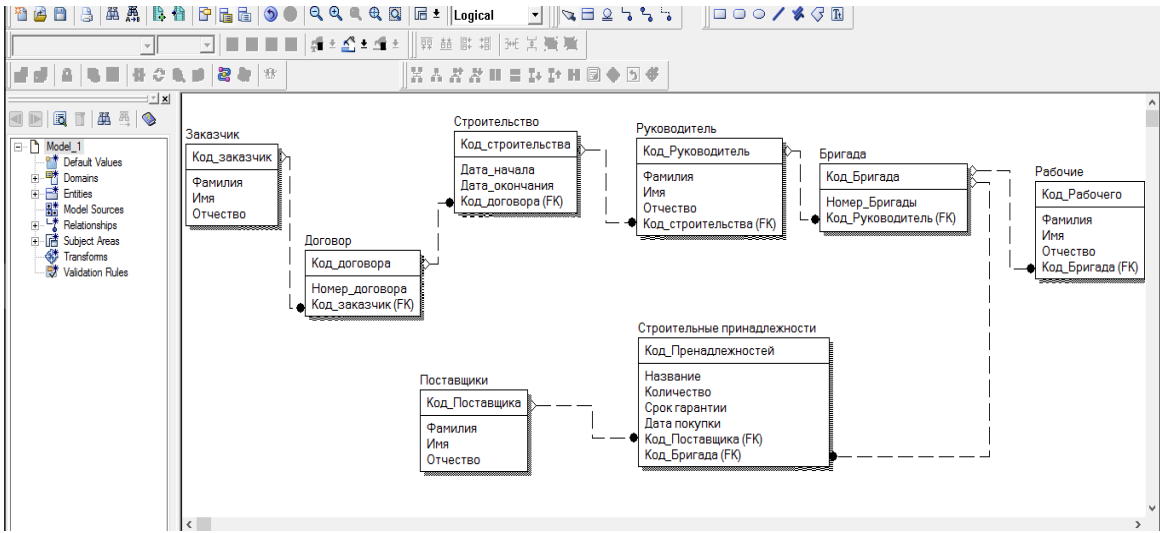 Logical
Model_1
Default Values
Domains
Entities
Model Sources
Relationships
Subject Areas
Transforms
Validation Rules
Заказчик
Код_заказчик
Фамилия
Имя
Отчество
Договор
Код_договора
Номер_договора
Код_заказчик (FK)
Строительство
Код_строительства
Дата_начала
Дата_окончания
Код_договора (FK)
Руководитель
Код_Руководитель
Фамилия
Имя
Отчество
Код_строительства (FK)
Бригада
Код_Бригада
Номер_Бригады
Код_Руководитель (FK)
Рабочие
Код_Рабочего
Фамилия
Имя
Отчество
Код_Бригада (FK)
Поставщики
Код_Поставщика
Фамилия
Имя
Отчество
Строительные принадлежности
Код_Пренадлежностей
Название
Количество
Срок гарантии
Дата покупки
Код_Поставщика (FK)
Код_Бригада (FK)